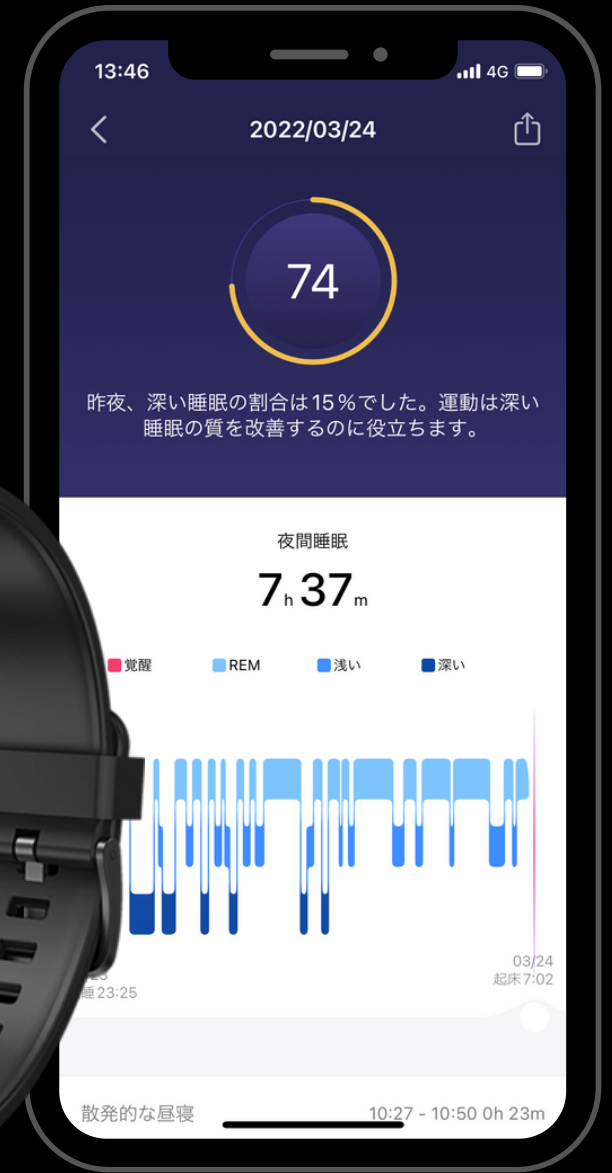 13:46
4G
2022/03/24
74
昨夜、深い睡眠の割合は15%でした。運動は深い
睡眠の質を改善するのに役立ちます。
夜間睡眠
7h37m
覚醒 REM 浅い 深い
03/24
睡23:25 起床7:02
散発的な昼寝 10:27 - 10:50 0h 23m